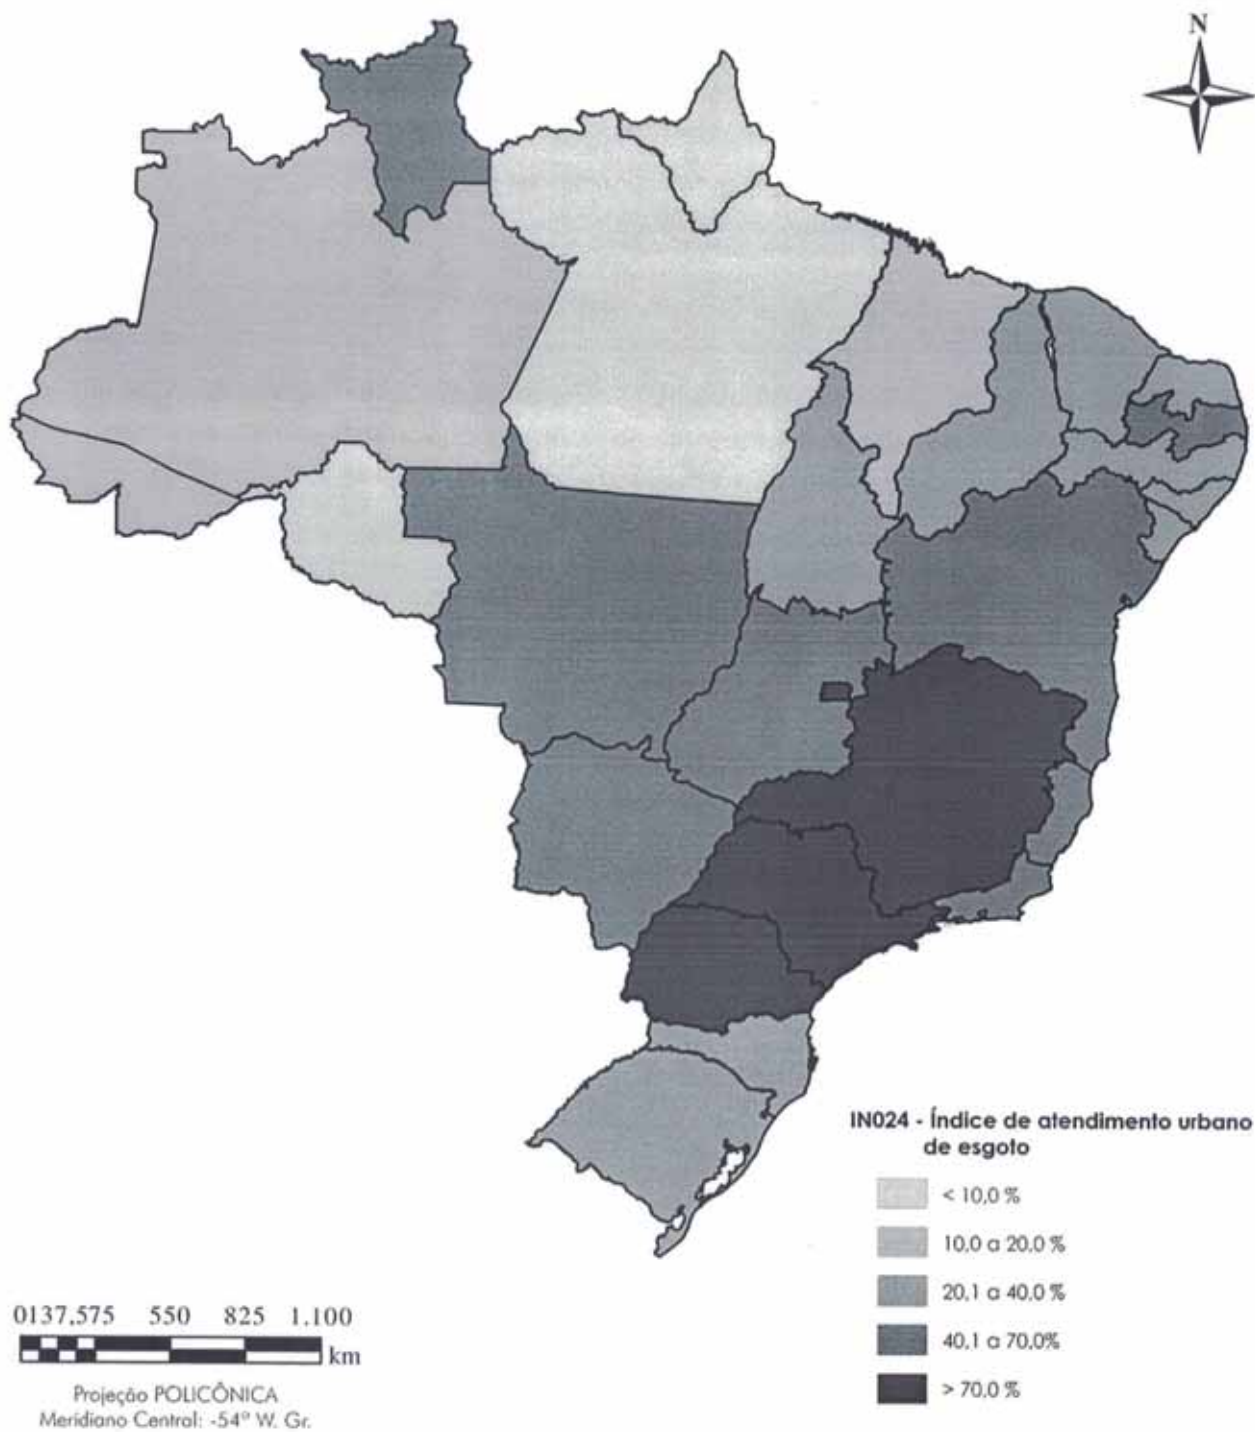 N
IN024 - Índice de atendimento urbano
de esgoto
< 10,0 %
10,0 a 20,0 %
20,1 a 40,0 %
40,1 a 70,0%
> 70,0 %
0137,575 550 825 1.100
km
Projeção POLICÔNICA
Meridiano Central: -54º W. Gr.